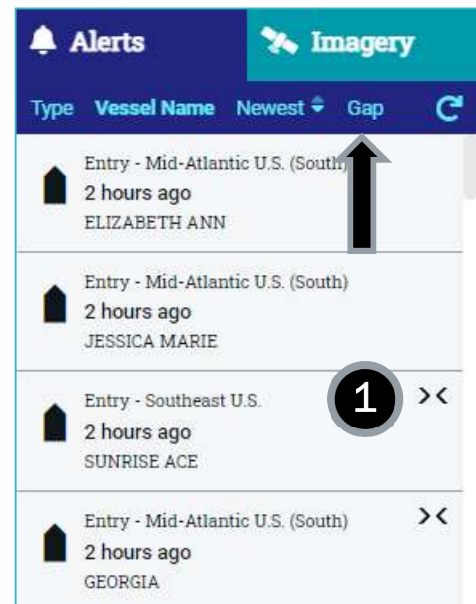 Alerts Imagery
Type Vessel Name Newest Gap
Entry - Mid-Atlantic U.S. (South)
2 hours ago
ELIZABETH ANN
Entry - Mid-Atlantic U.S. (South)
2 hours ago
JESSICA MARIE
Entry - Southeast U.S.
1
2 hours ago
SUNRISE ACE
Entry - Mid-Atlantic U.S. (South)
2 hours ago
GEORGIA